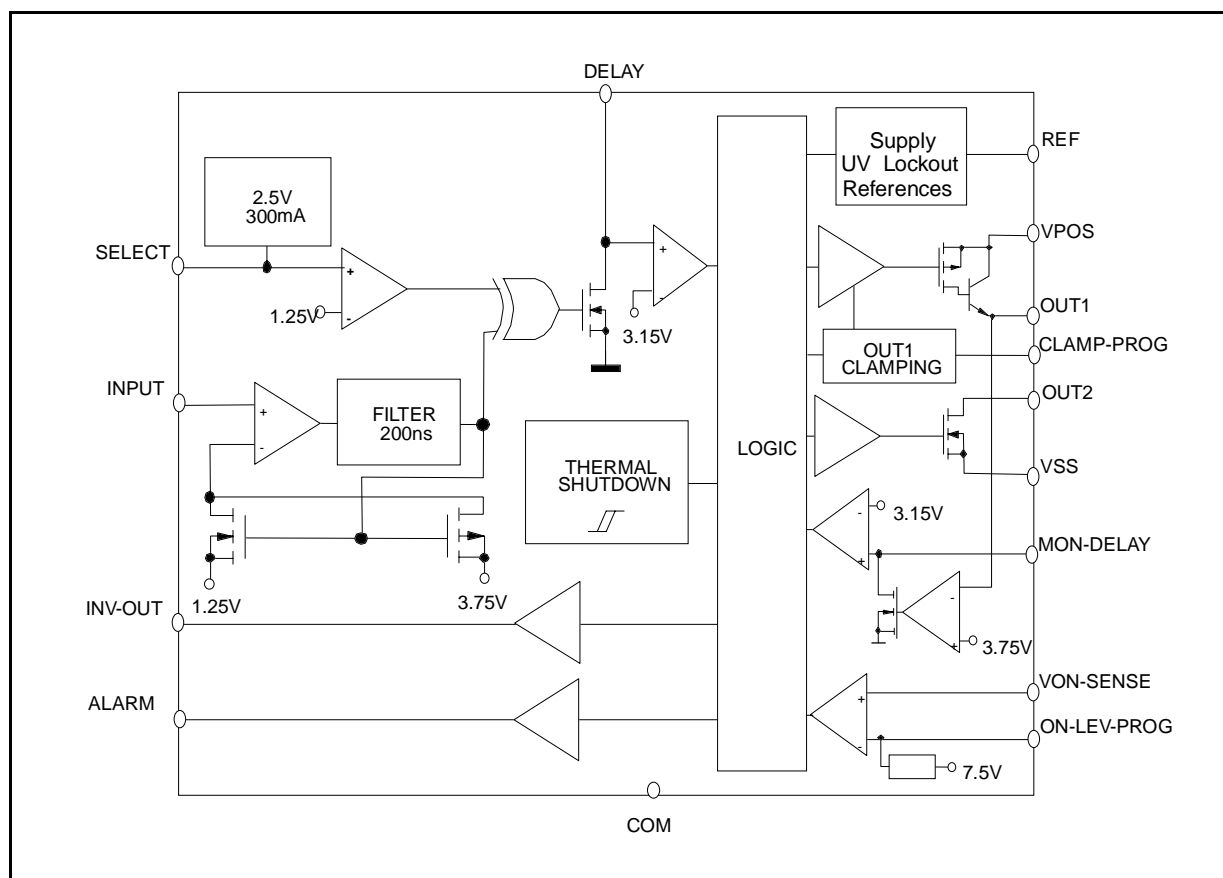 DELAY
Supply
UV Lockout
References
REF
2.5V
300mA
VPOS
SELECT
+
-
1.25V
+
-
3.15V
OUT1
OUT1
CLAMPING
CLAMP-PROG
INPUT
+
-
FILTER
200ns
OUT2
LOGIC
THERMAL
SHUTDOWN
VSS
-
3.15V
+
MON-DELAY
1.25V
3.75V
-
+
3.75V
INV-OUT
VON-SENSE
ALARM
+
-
ON-LEV-PROG
7.5V
COM